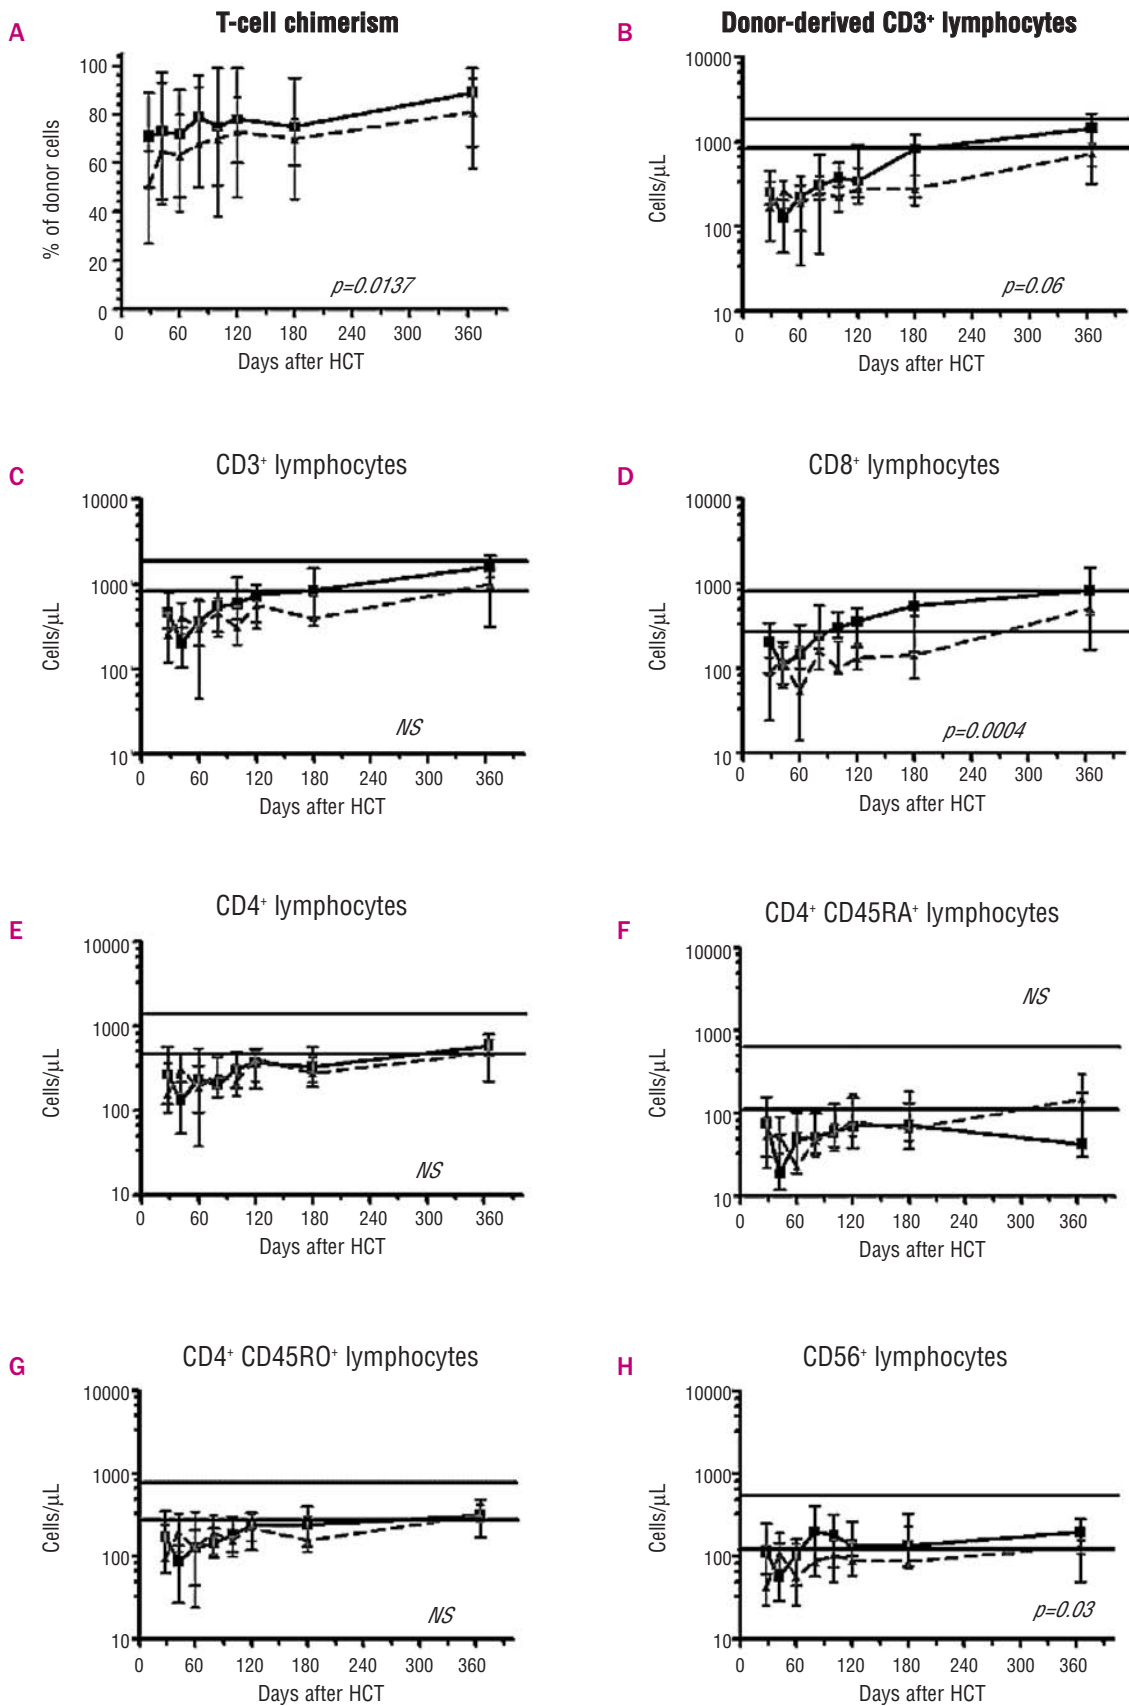 A
T-cell chimerism
100
80
60
40
20
0
% of donor cells
p=0.0137
0 60 120 180 240 300 360
Days after HCT
B
Donor-derived CD3+ lymphocytes
10000
1000
100
10
Cells/µL
p=0.06
0 60 120 180 240 300 360
Days after HCT
C
CD3+ lymphocytes
10000
1000
100
10
Cells/µL
NS
0 60 120 180 240 300 360
Days after HCT
D
CD8+ lymphocytes
10000
1000
100
10
Cells/µL
p=0.0004
0 60 120 180 240 300 360
Days after HCT
E
CD4+ lymphocytes
10000
1000
100
10
Cells/µL
NS
0 60 120 180 240 300 360
Days after HCT
F
CD4+ CD45RA+ lymphocytes
10000
1000
100
10
Cells/µL
NS
0 60 120 180 240 300 360
Days after HCT
G
CD4+ CD45RO+ lymphocytes
10000
1000
100
10
Cells/µL
NS
0 60 120 180 240 300 360
Days after HCT
H
CD56+ lymphocytes
10000
1000
100
10
Cells/µL
p=0.03
0 60 120 180 240 300 360
Days after HCT